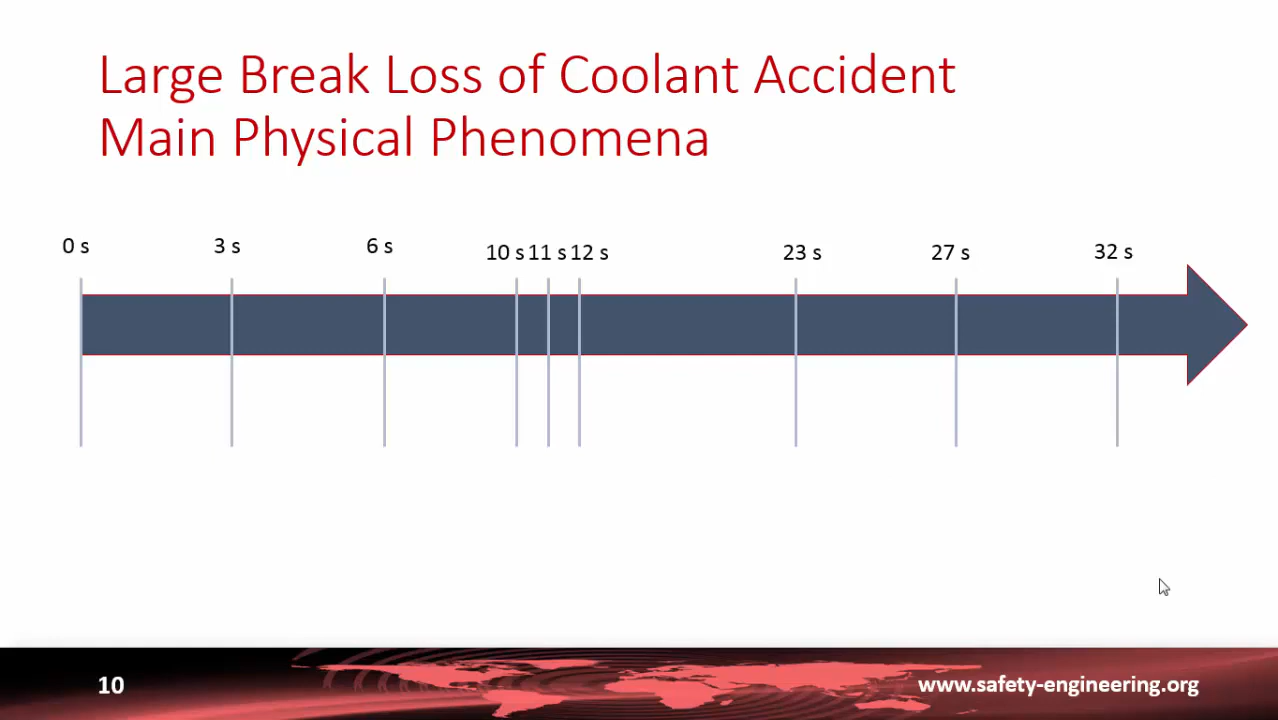 Large Break Loss of Coolant Accident
Main Physical Phenomena
0 s 3 s 6 s 10 s 11 s 12 s 23 s 27 s 32 s
10 www.safety-engineering.org